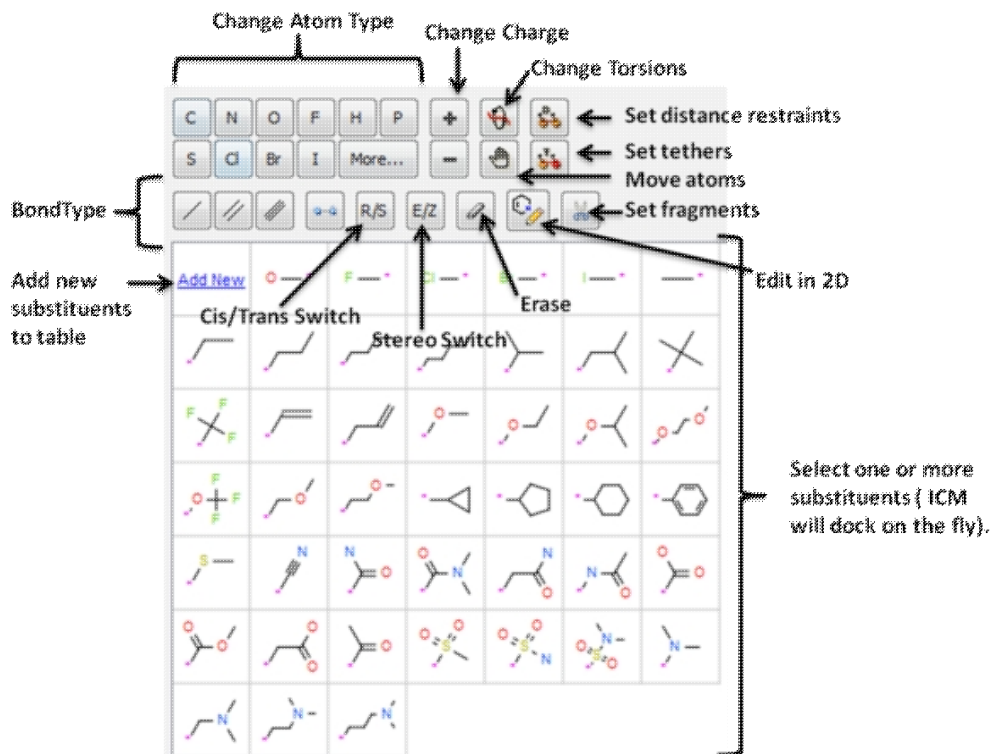 Change Atom Type
Change Charge
Change Torsions
C N O F H P + Set distance restraints
S Cl Br I More... − Set tethers
Move atoms
BondType
R/S E/Z Set fragments
Add new
substituents
to table
Add New O F Cl I
Edit in 2D
Erase
Cis/Trans Switch
Stereo Switch
F F F O O O O O
O F F F O O
Select one or more
substituents ( ICM
will dock on the fly).
S N N O O N N O N O O
O O O O O O S O O S O N N S O O N
N N N